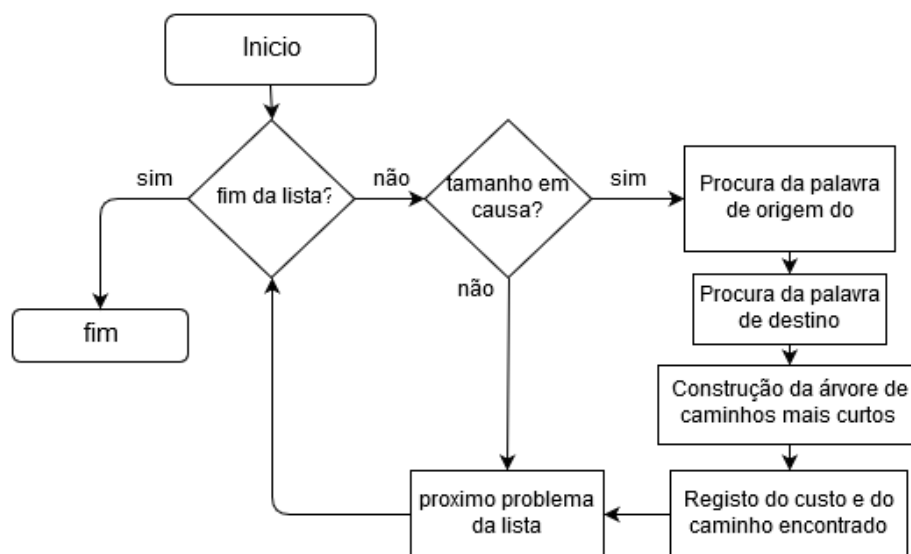 Inicio
sim
fim da lista?
não
tamanho em
causa?
sim
não
Procura da palavra
de origem do
Procura da palavra
de destino
fim
Construção da árvore de
caminhos mais curtos
proximo problema
da lista
Registo do custo e do
caminho encontrado